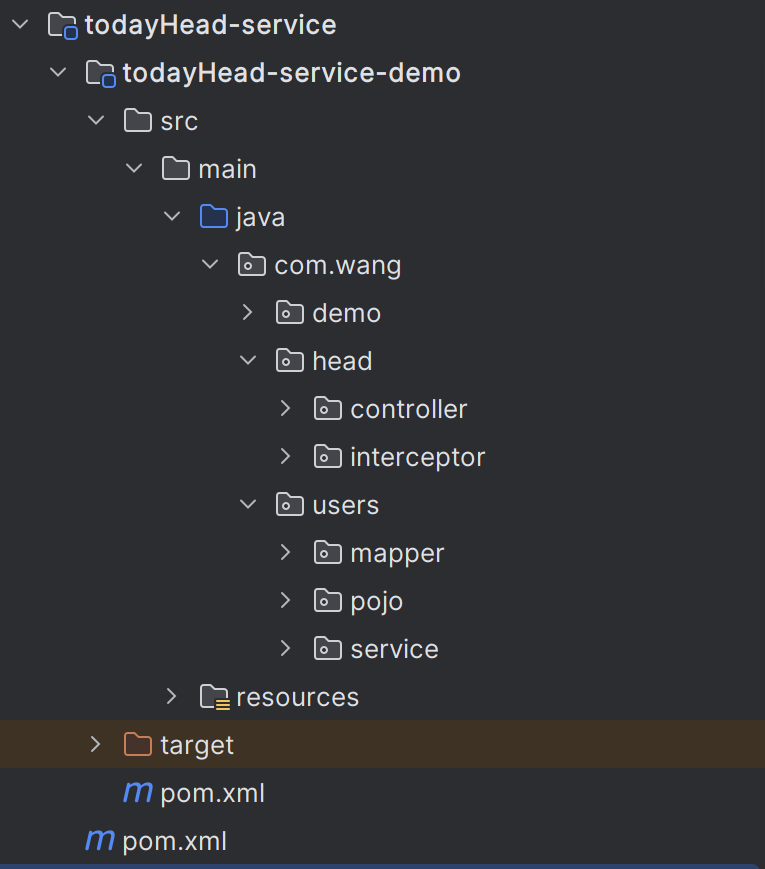 todayHead-service
todayHead-service-demo
src
main
java
com.wang
demo
head
controller
interceptor
users
mapper
pojo
service
resources
target
m pom.xml
m pom.xml